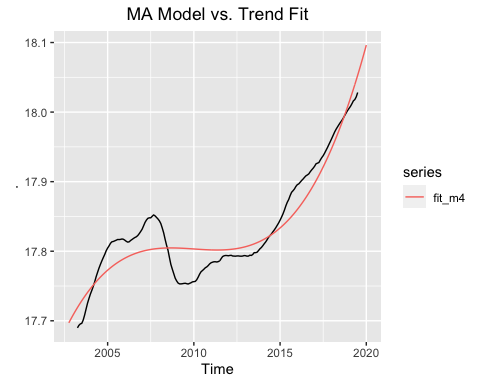 MA Model vs. Trend Fit
18.1
18.0
17.9
17.8
17.7
.
2005
2010
2015
2020
Time
series
fit_m4